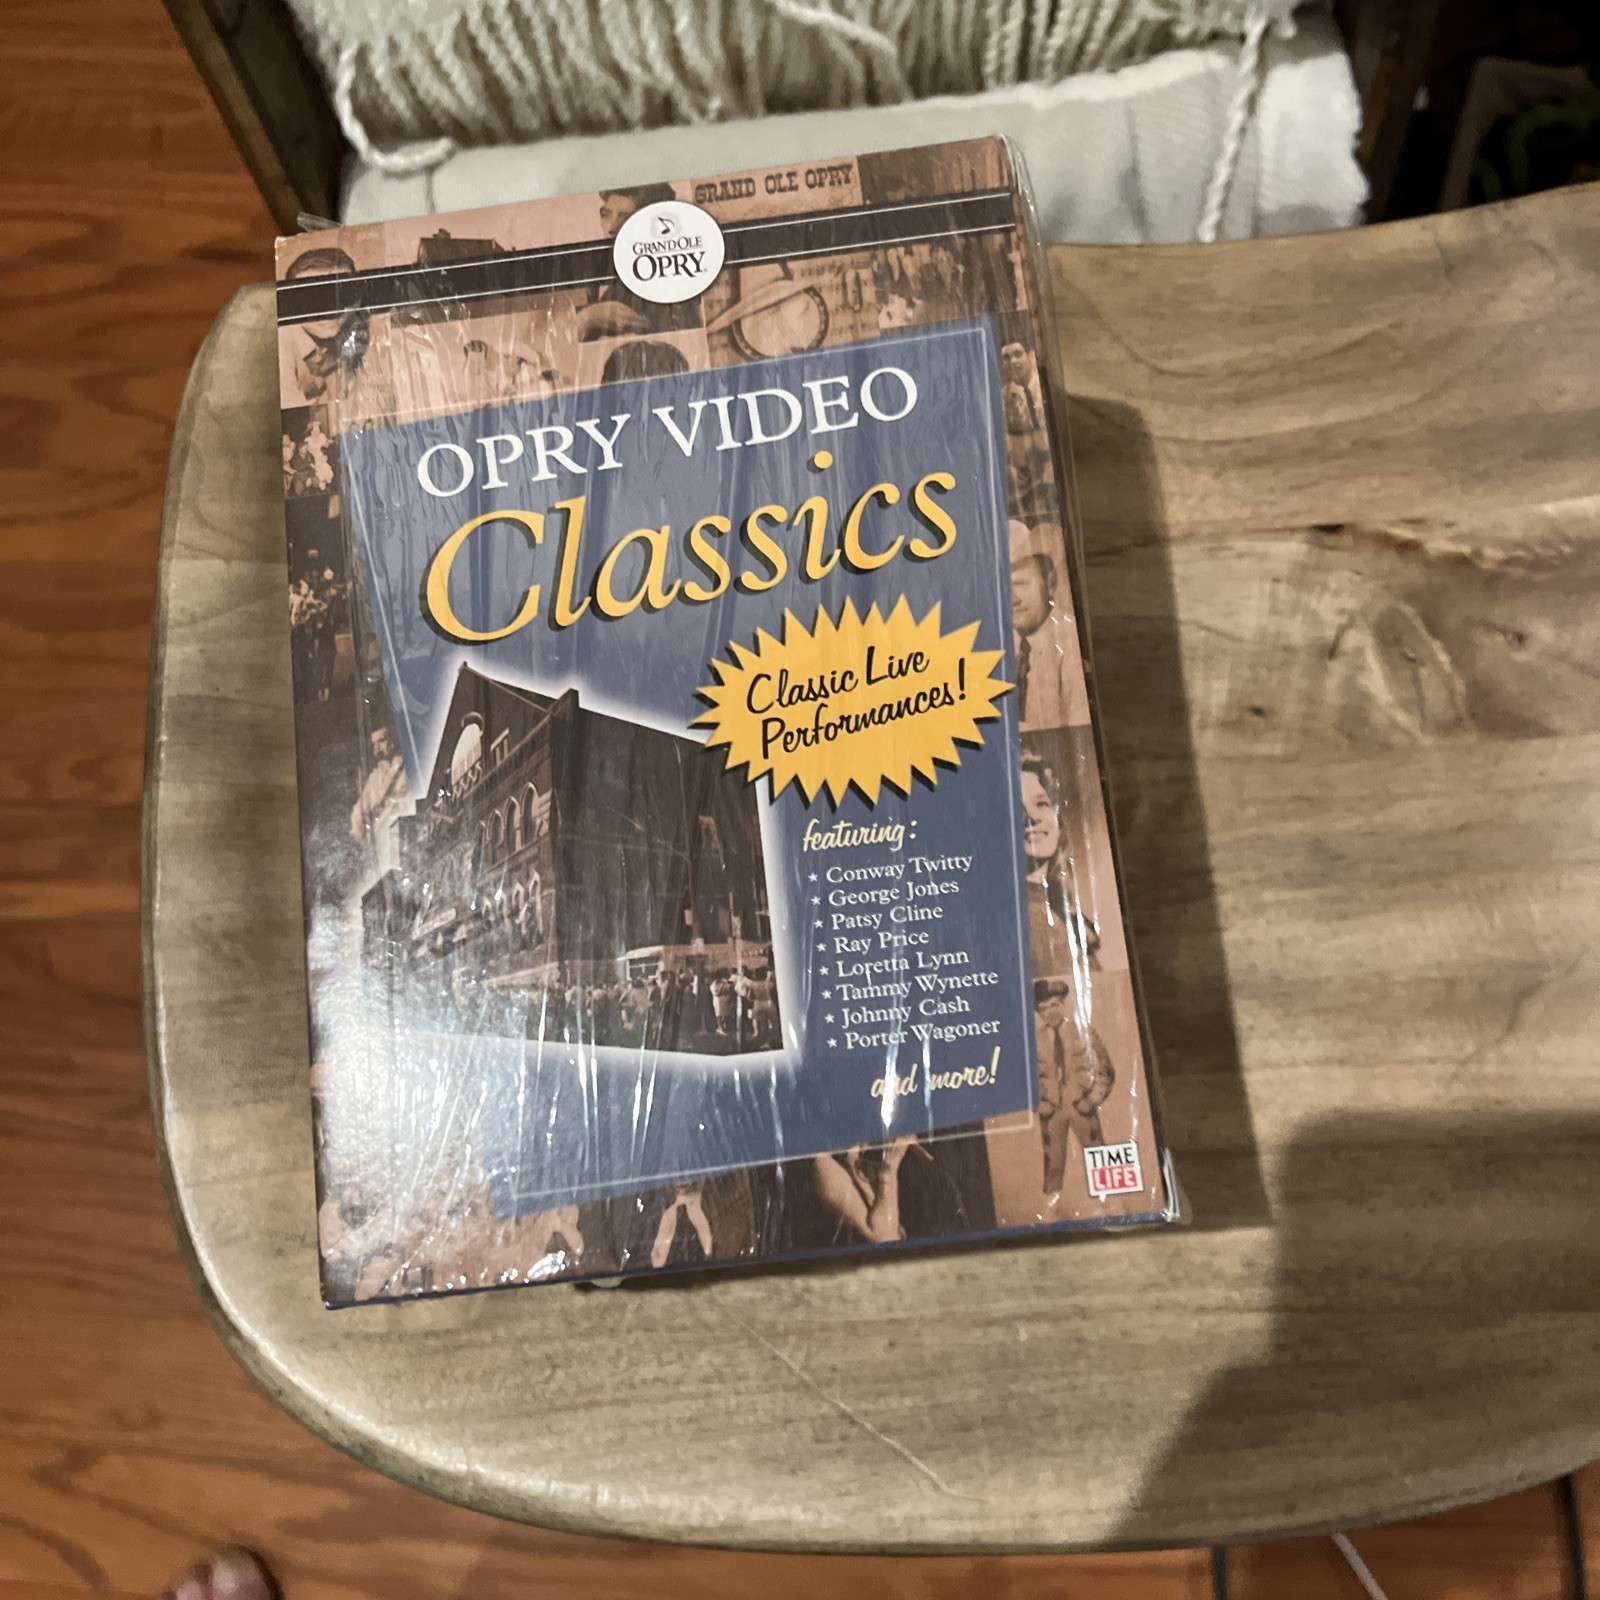 GRAND OLE OPRY
GRAND OLE
OPRY
OPRY VIDEO
Classics
Classic Live
Performances!
featuring:
★ Conway Twitty
★ George Jones
★ Patsy Cline
★ Ray Price
★ Loretta Lynn
★ Tammy Wynette
★ Johnny Cash
★ Porter Wagoner
and more!
TIME
LIFE